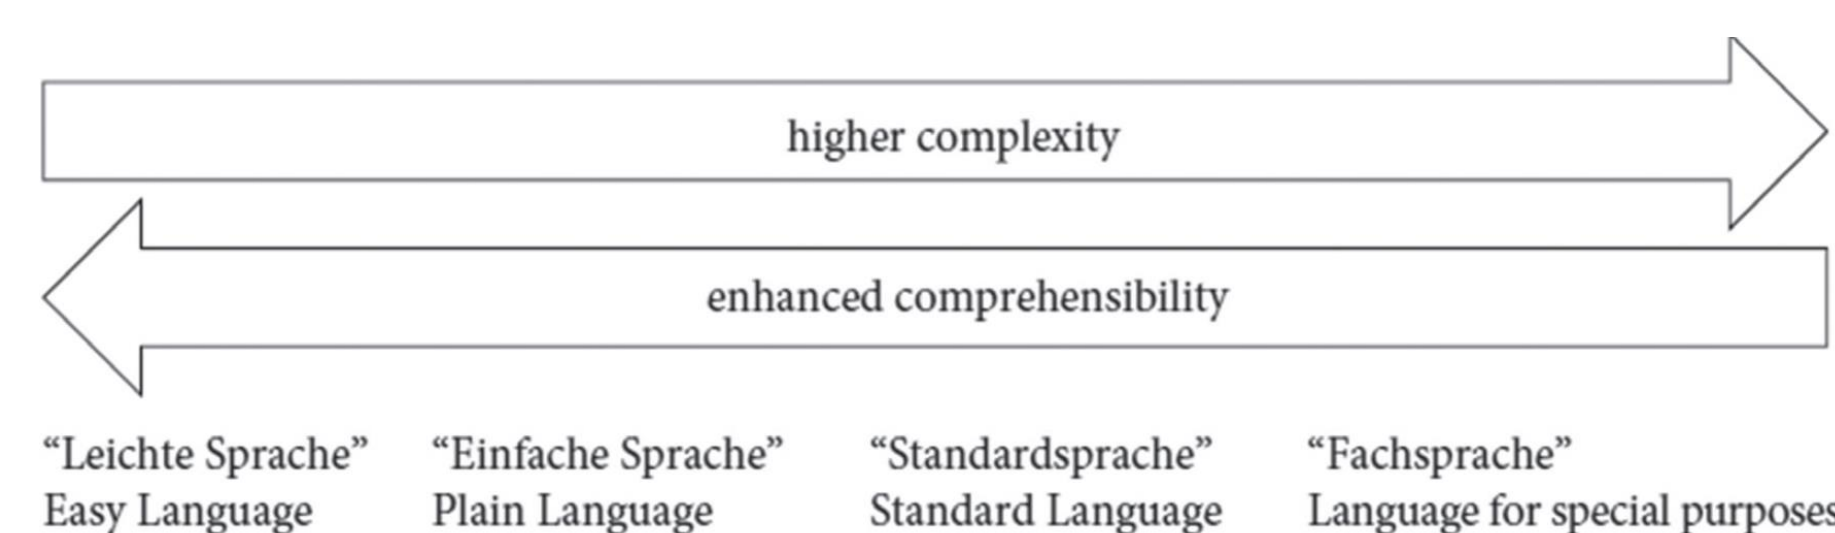 higher complexity
enhanced comprehensibility
“Leichte Sprache” “Einfache Sprache” “Standardsprache” “Fachsprache”
Easy Language Plain Language Standard Language Language for special purposes